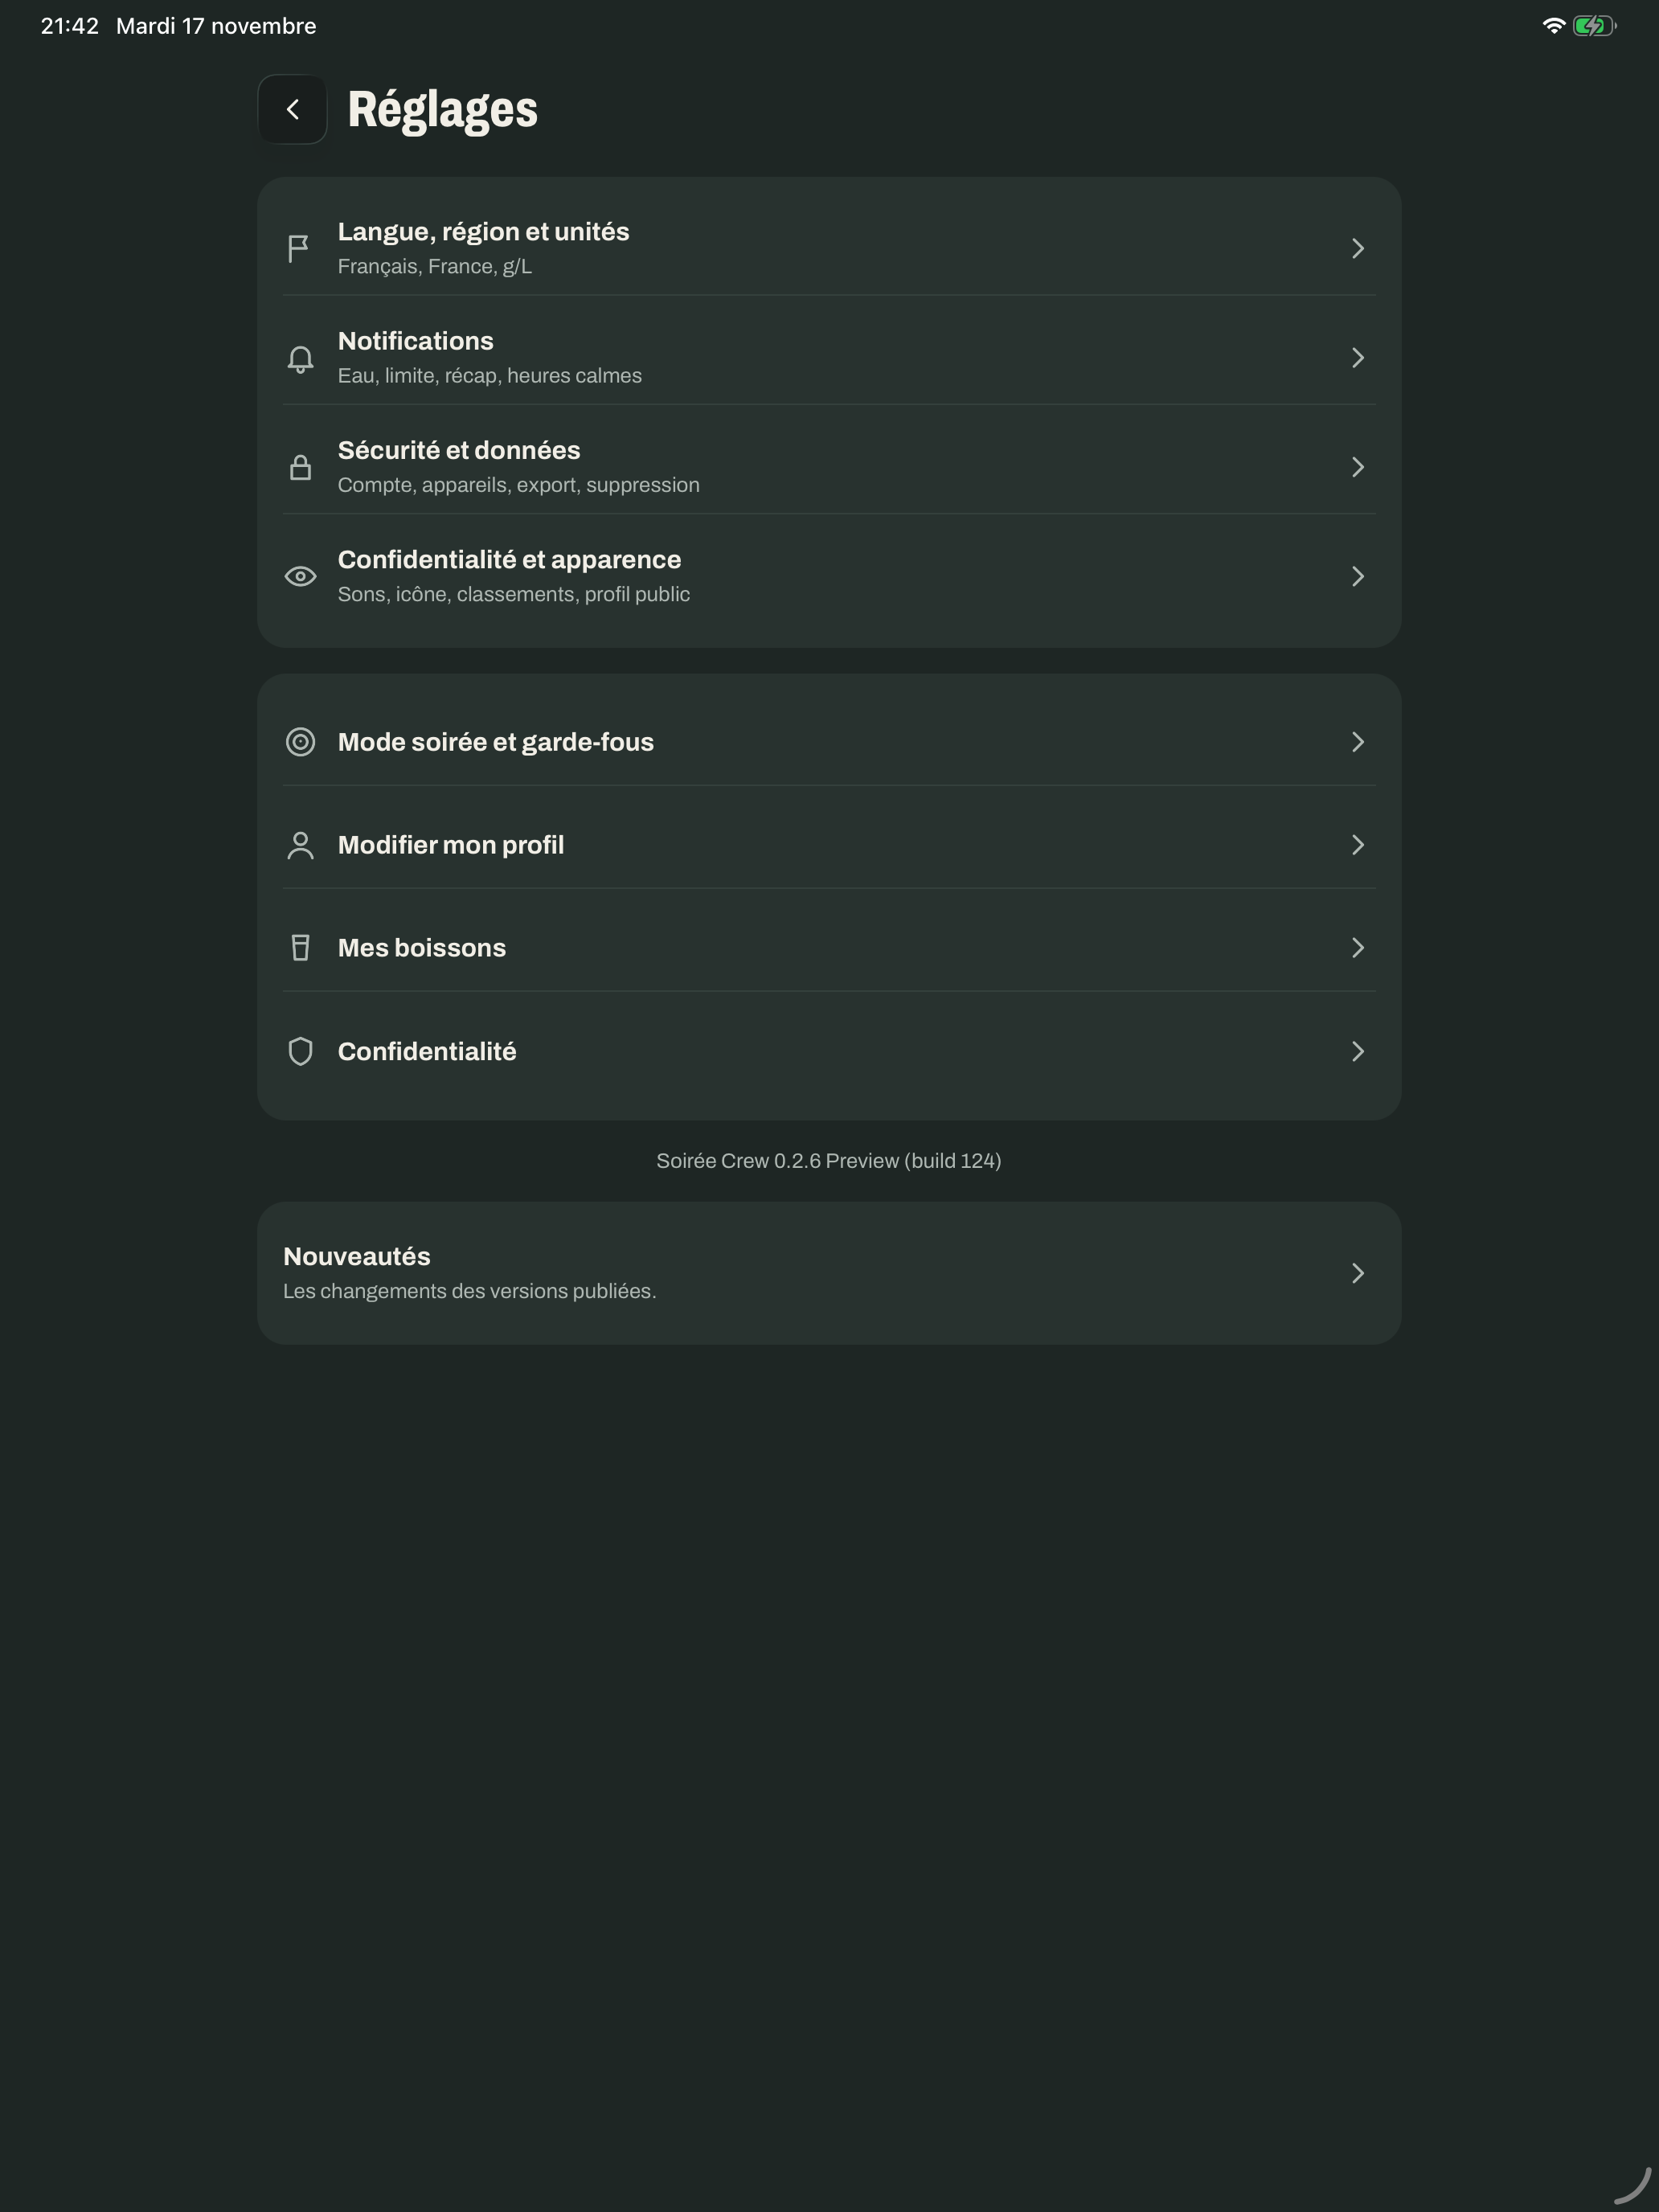 21:42 Mardi 17 novembre
Réglages
Langue, région et unités
Français, France, g/L
Notifications
Eau, limite, récap, heures calmes
Sécurité et données
Compte, appareils, export, suppression
Confidentialité et apparence
Sons, icône, classements, profil public
Mode soirée et garde-fous
Modifier mon profil
Mes boissons
Confidentialité
Soirée Crew 0.2.6 Preview (build 124)
Nouveautés
Les changements des versions publiées.